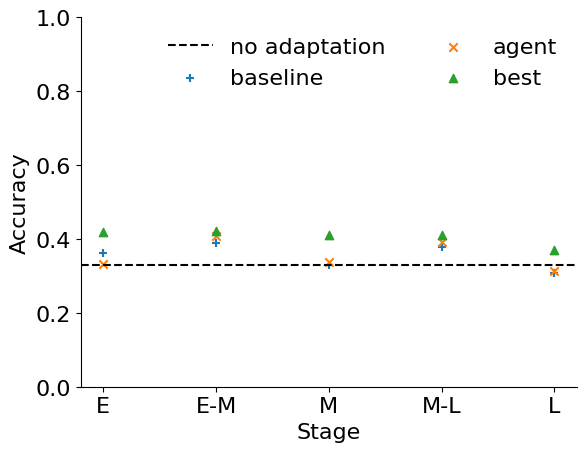 1.0
0.8
0.6
0.4
0.2
0.0
Accuracy
no adaptation
baseline
agent
best
E E-M M M-L L
Stage